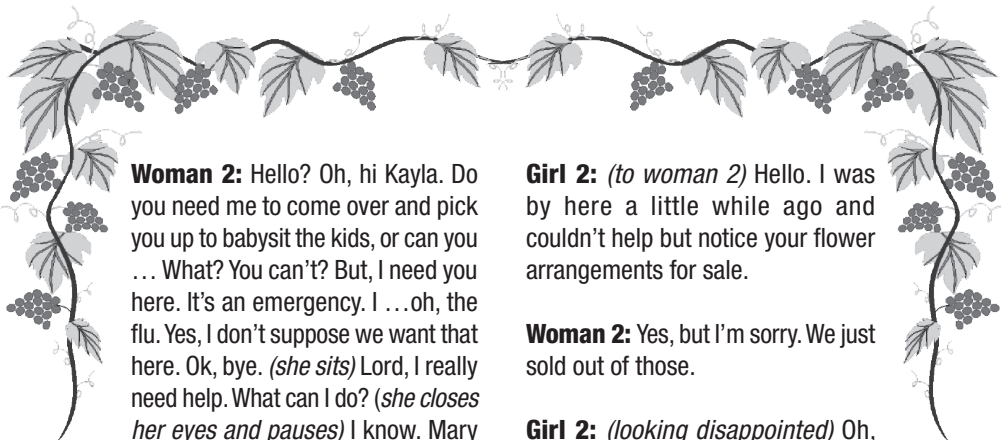 Woman 2: Hello? Oh, hi Kayla. Do
you need me to come over and pick
you up to babysit the kids, or can you
… What? You can't? But, I need you
here. It's an emergency. I …oh, the
flu. Yes, I don't suppose we want that
here. Ok, bye. (she sits) Lord, I really
need help. What can I do? (she closes
her eyes and pauses) I know. Mary
Girl 2: (to woman 2) Hello. I was
by here a little while ago and
couldn't help but notice your flower
arrangements for sale.
Woman 2: Yes, but I'm sorry. We just
sold out of those.
Girl 2: (looking disappointed) Oh,